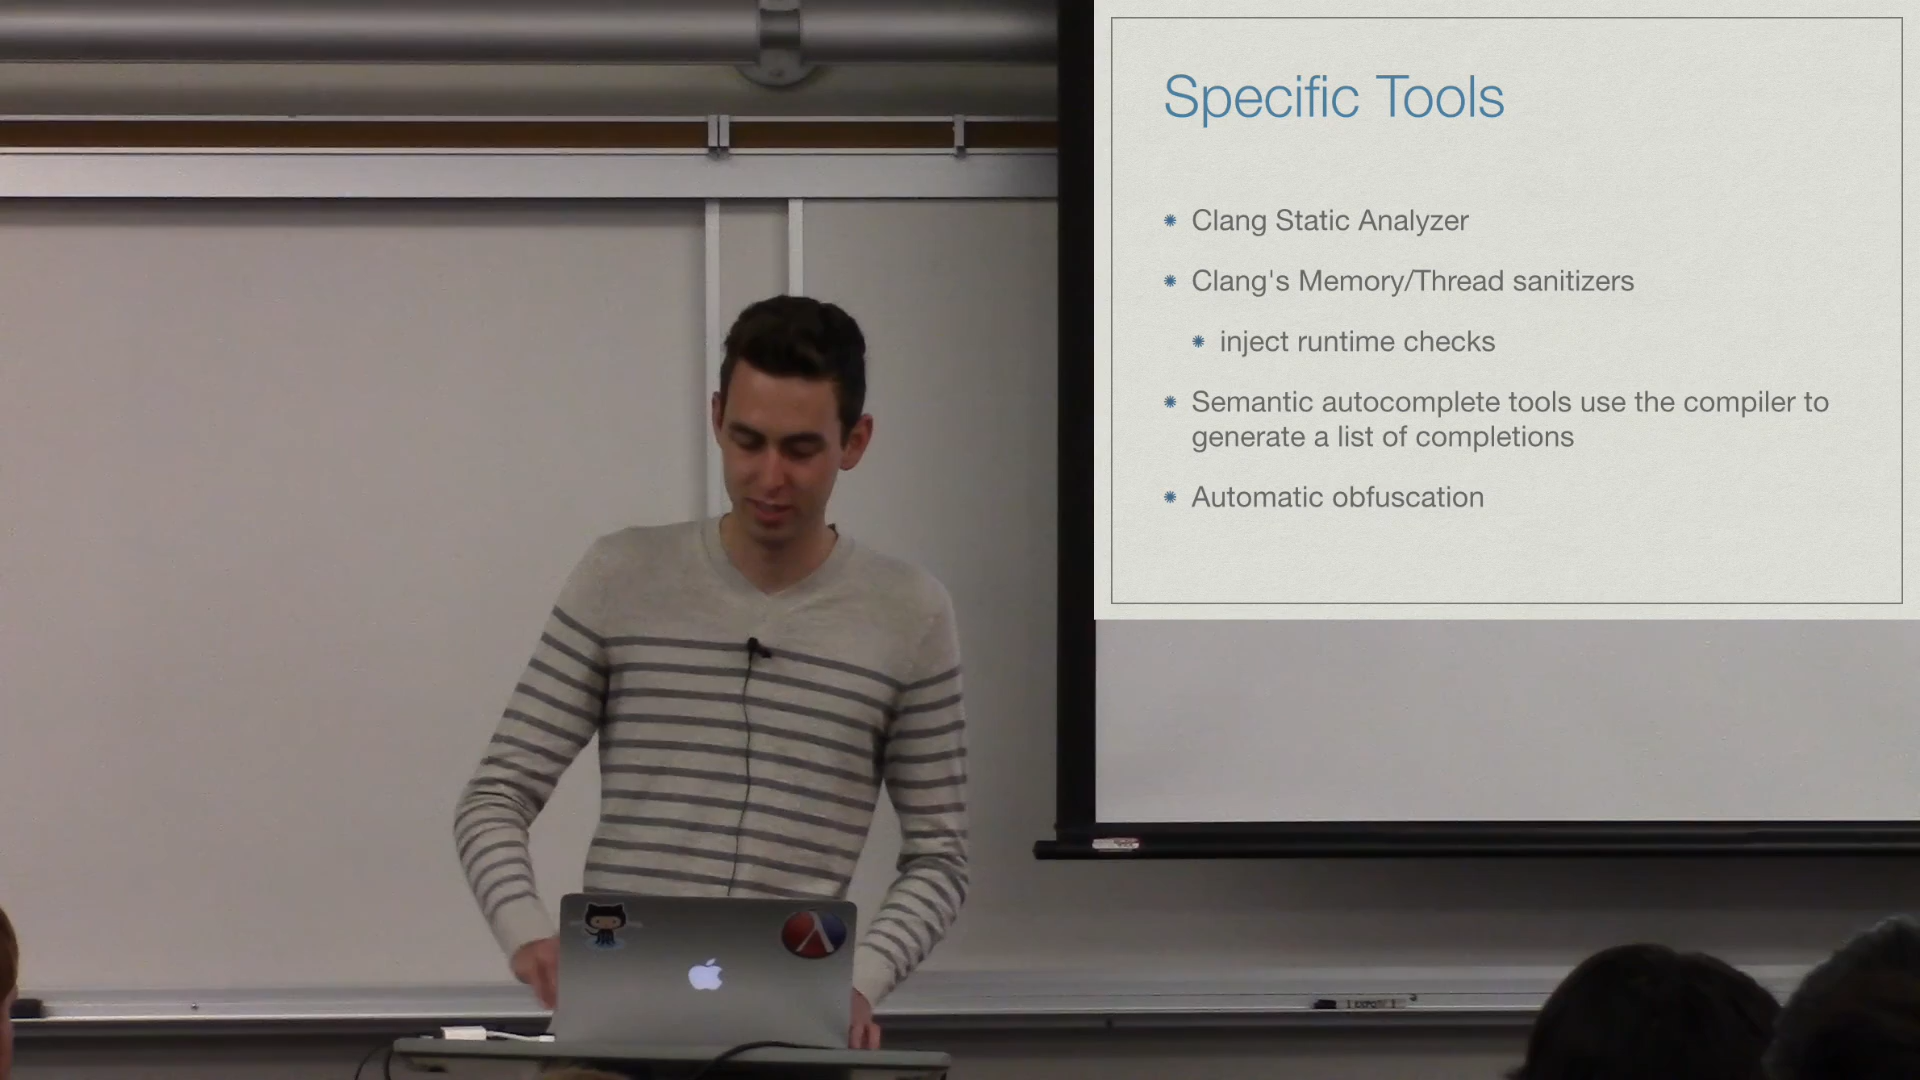 Specific Tools
Clang Static Analyzer
Clang's Memory/Thread sanitizers
inject runtime checks
Semantic autocomplete tools use the compiler to
generate a list of completions
Automatic obfuscation
EXPO